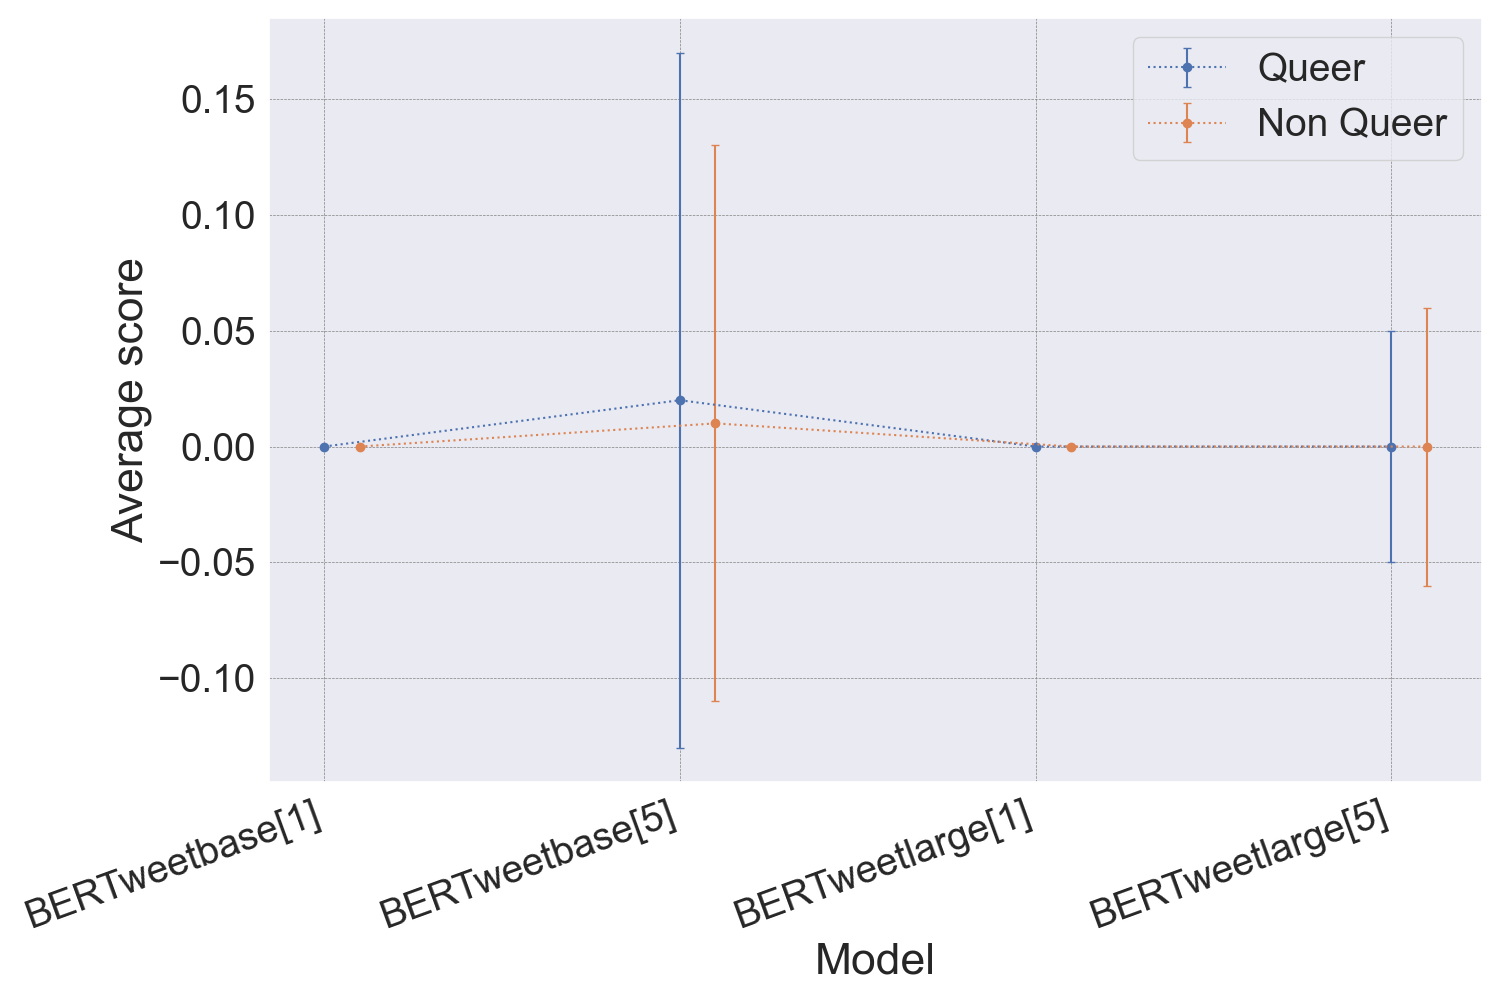 Queer
Non Queer
0.15
0.10
0.05
0.00
−0.05
−0.10
Average score
BERTweetbase[1]
BERTweetbase[5]
BERTweetlarge[1]
BERTweetlarge[5]
Model